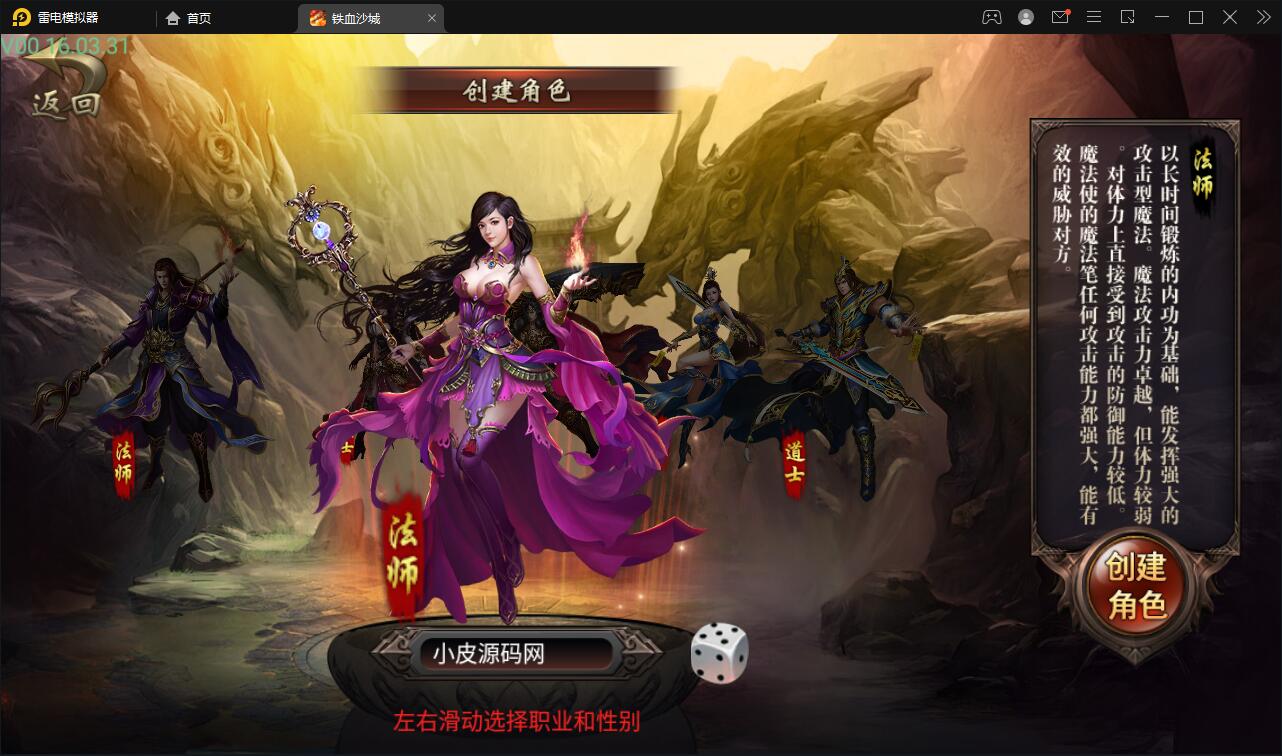 雷电模拟器
首页
铁血沙城
V00.16.03.31
返回
创建角色
法师
以长时间锻炼的内功为基础，能发挥强大的
攻击型魔法。魔法攻击力卓越，但体力较弱
。对体力上直接受到攻击的防御能力较低。
魔法使的魔法笔任何攻击能力都强大，能有
效的威胁对方。
法师
士
道士
法师
创建
角色
小皮源码网
左右滑动选择职业和性别